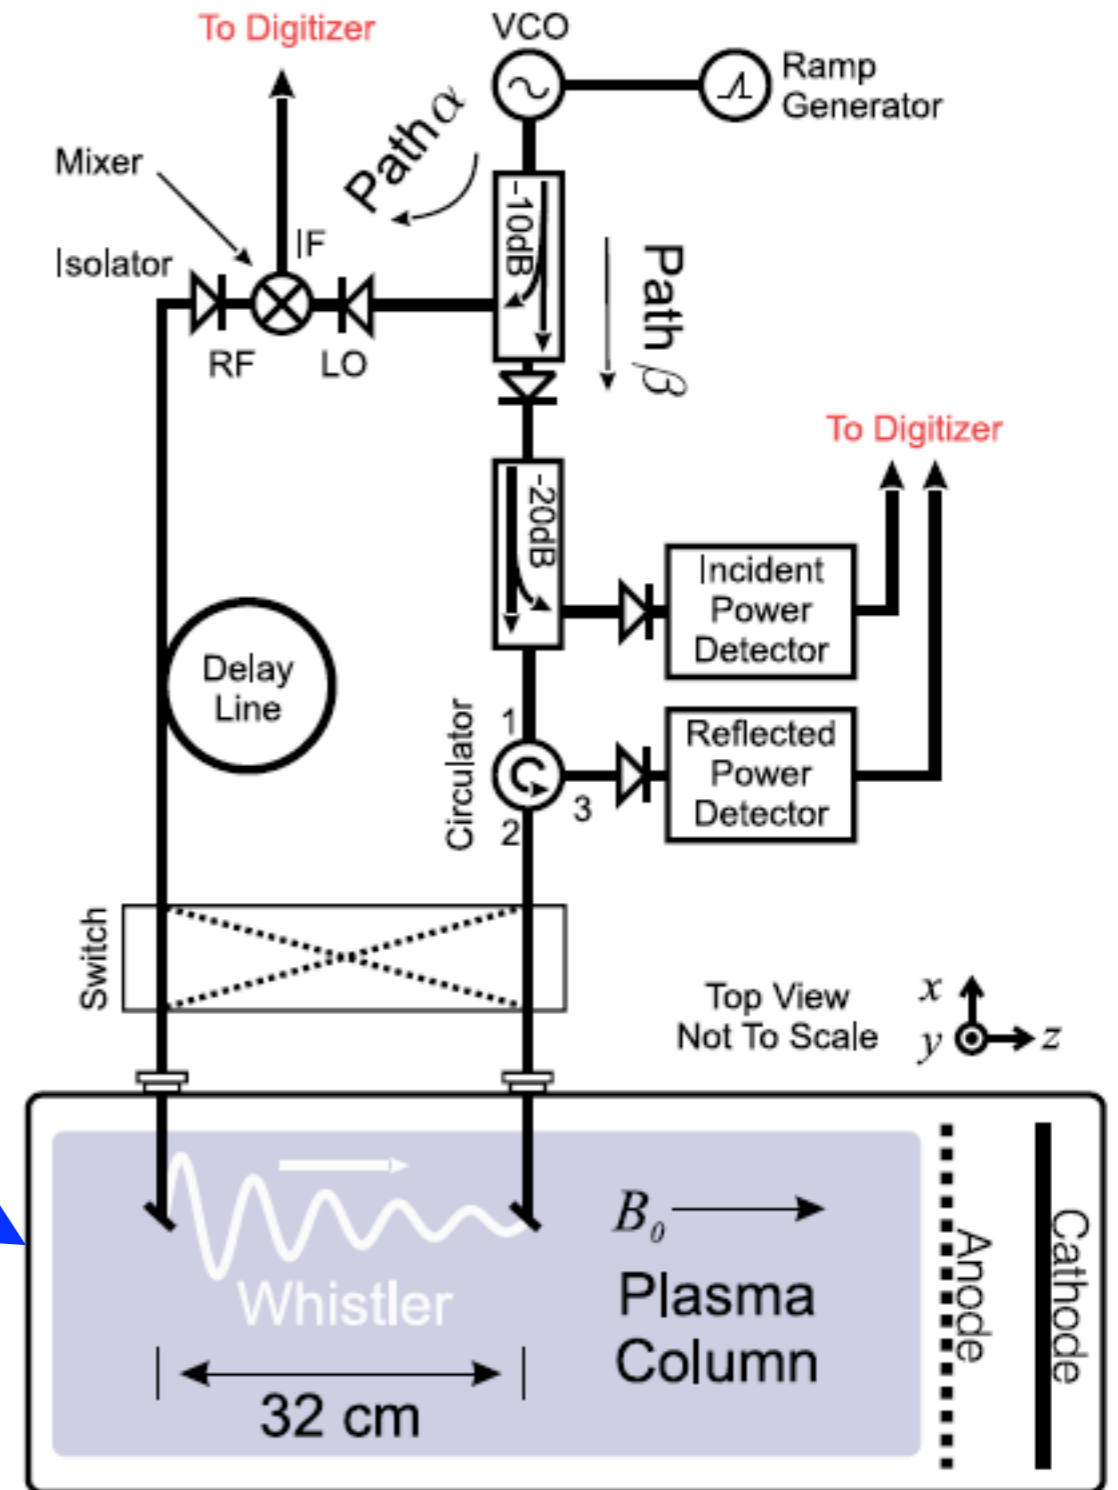 To Digitizer
VCO
Ramp
Generator
Path α
Mixer
IF
Isolator
-10dB
Path β
RF
LO
To Digitizer
-20dB
Incident
Power
Detector
Delay
Line
Circulator
1
2
3
Reflected
Power
Detector
Switch
Top View
Not To Scale
x
y
z
B₀
Whistler
Plasma
Column
32 cm
Anode
Cathode